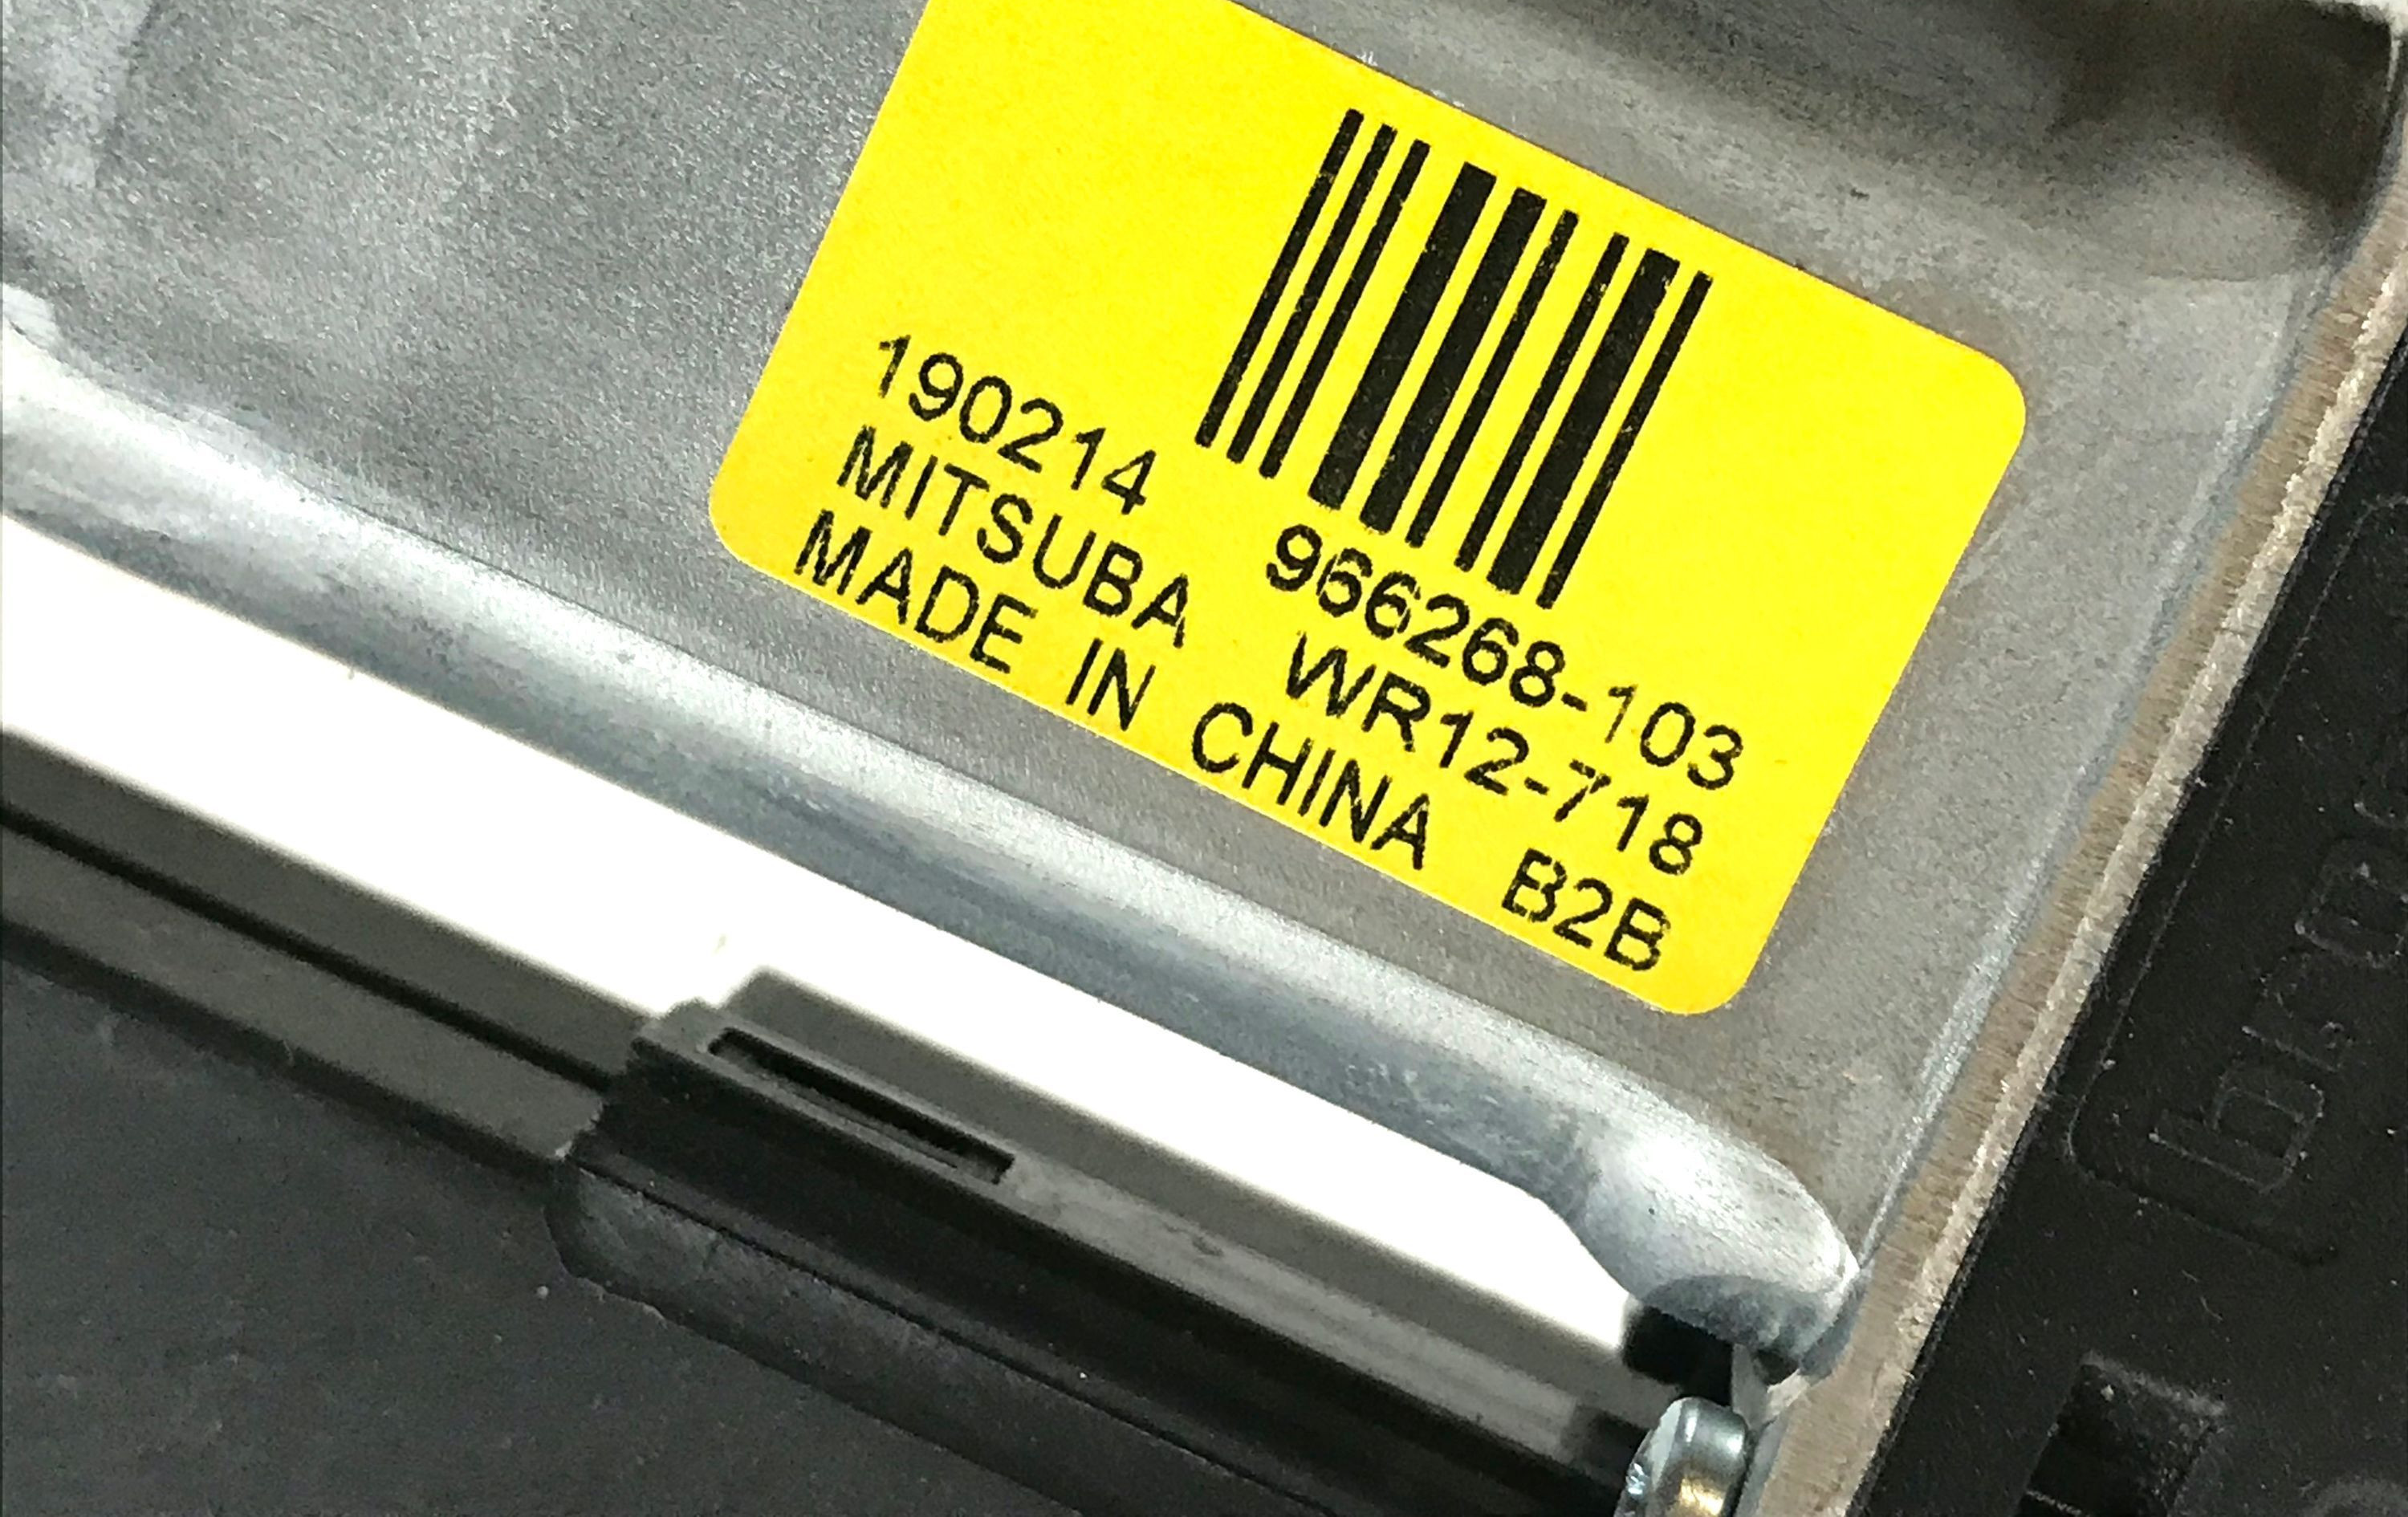 190214 966268-103
MITSUBA WR12-718
MADE IN CHINA B2B